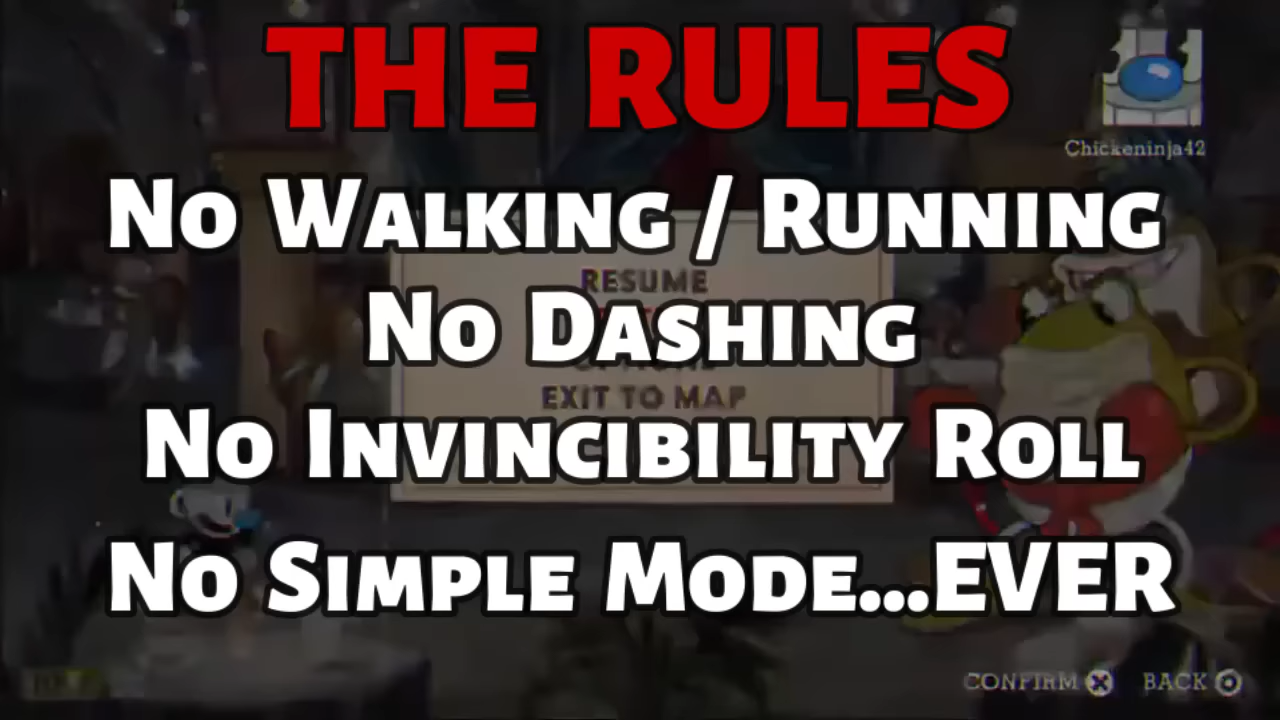 THE RULES
Chickeninja42
No Walking / Running
RESUME
No Dashing
EXIT TO MAP
No Invincibility Roll
No Simple Mode...EVER
CONFIRM BACK